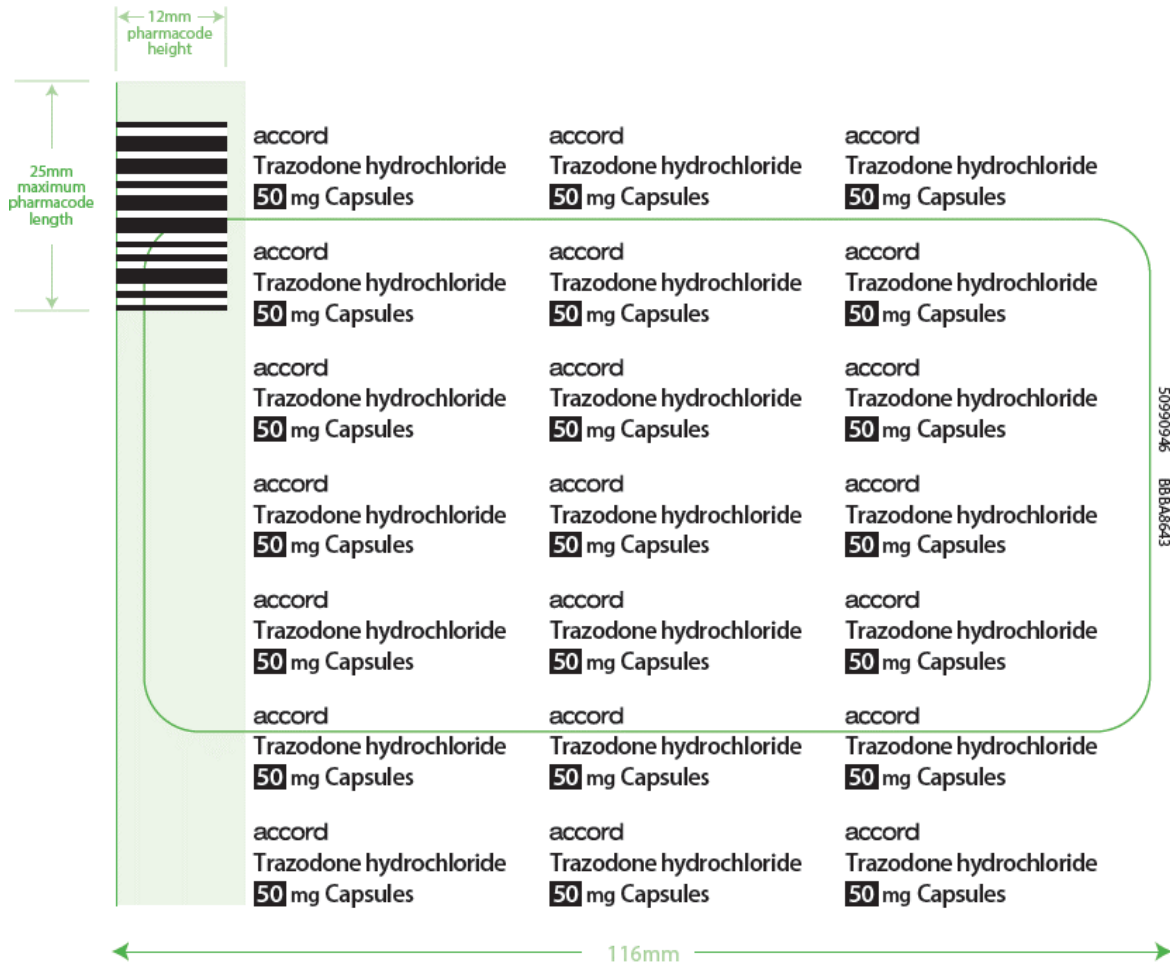 12mm
pharmacode
height
25mm
maximum
pharmacode
length
accord accord accord
Trazodone hydrochloride Trazodone hydrochloride Trazodone hydrochloride
50 mg Capsules 50 mg Capsules 50 mg Capsules
accord accord accord
Trazodone hydrochloride Trazodone hydrochloride Trazodone hydrochloride
50 mg Capsules 50 mg Capsules 50 mg Capsules
accord accord accord
Trazodone hydrochloride Trazodone hydrochloride Trazodone hydrochloride
50 mg Capsules 50 mg Capsules 50 mg Capsules
accord accord accord
Trazodone hydrochloride Trazodone hydrochloride Trazodone hydrochloride
50 mg Capsules 50 mg Capsules 50 mg Capsules
accord accord accord
Trazodone hydrochloride Trazodone hydrochloride Trazodone hydrochloride
50 mg Capsules 50 mg Capsules 50 mg Capsules
accord accord accord
Trazodone hydrochloride Trazodone hydrochloride Trazodone hydrochloride
50 mg Capsules 50 mg Capsules 50 mg Capsules
accord accord accord
Trazodone hydrochloride Trazodone hydrochloride Trazodone hydrochloride
50 mg Capsules 50 mg Capsules 50 mg Capsules
50990946 BBBA8643
116mm